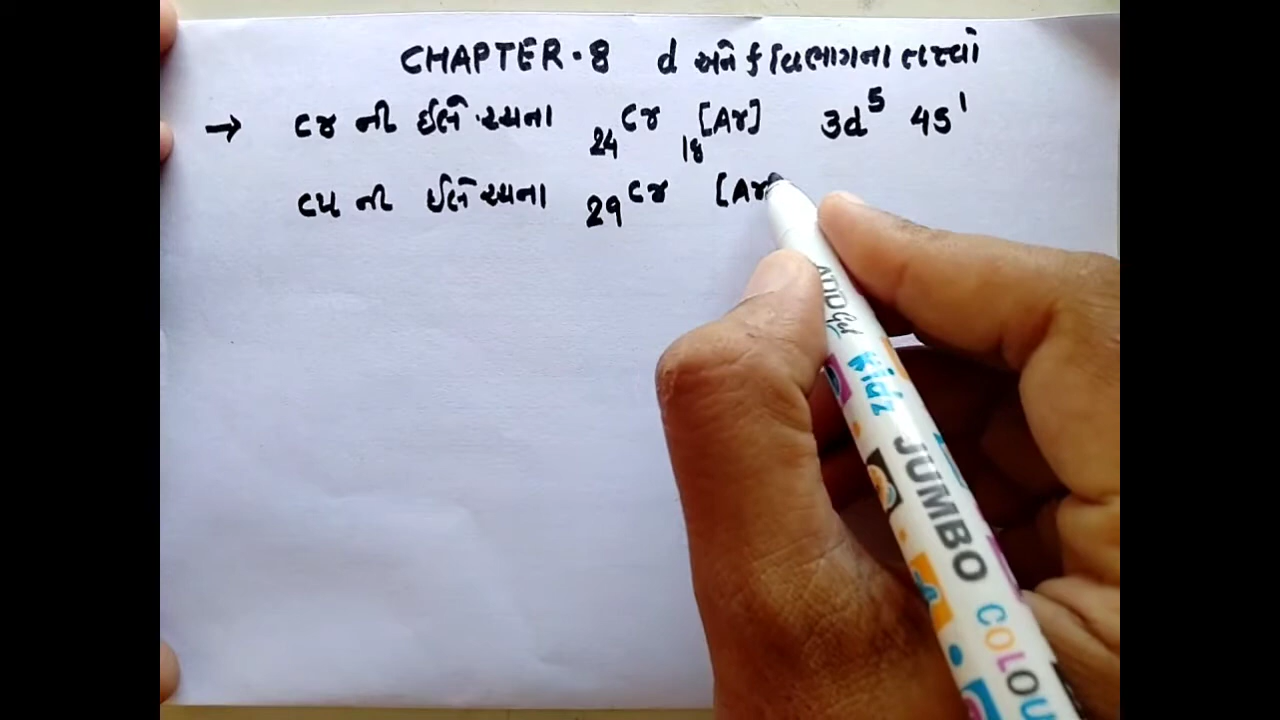 CHAPTER-8 d અને f વિભાગના તત્ત્વો
→ Cr ની ઈલે. રચના 24Cr 18[Ar] 3d⁵ 4s¹
Cu ની ઈલે રચના 29Cr [Ar]
ADD Gel
Kidz
JUMBO
COLOU